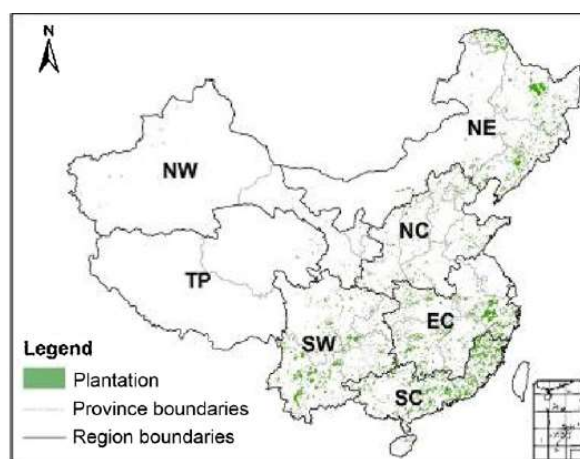 N
NE
NW
NC
TP
SW
EC
SC
Legend
Plantation
Province boundaries
Region boundaries